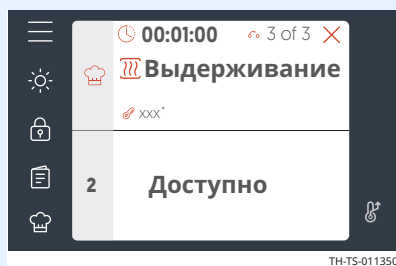 00:01:00 3 of 3
Выдерживание
xxx*
2 Доступно
TH-TS-011350